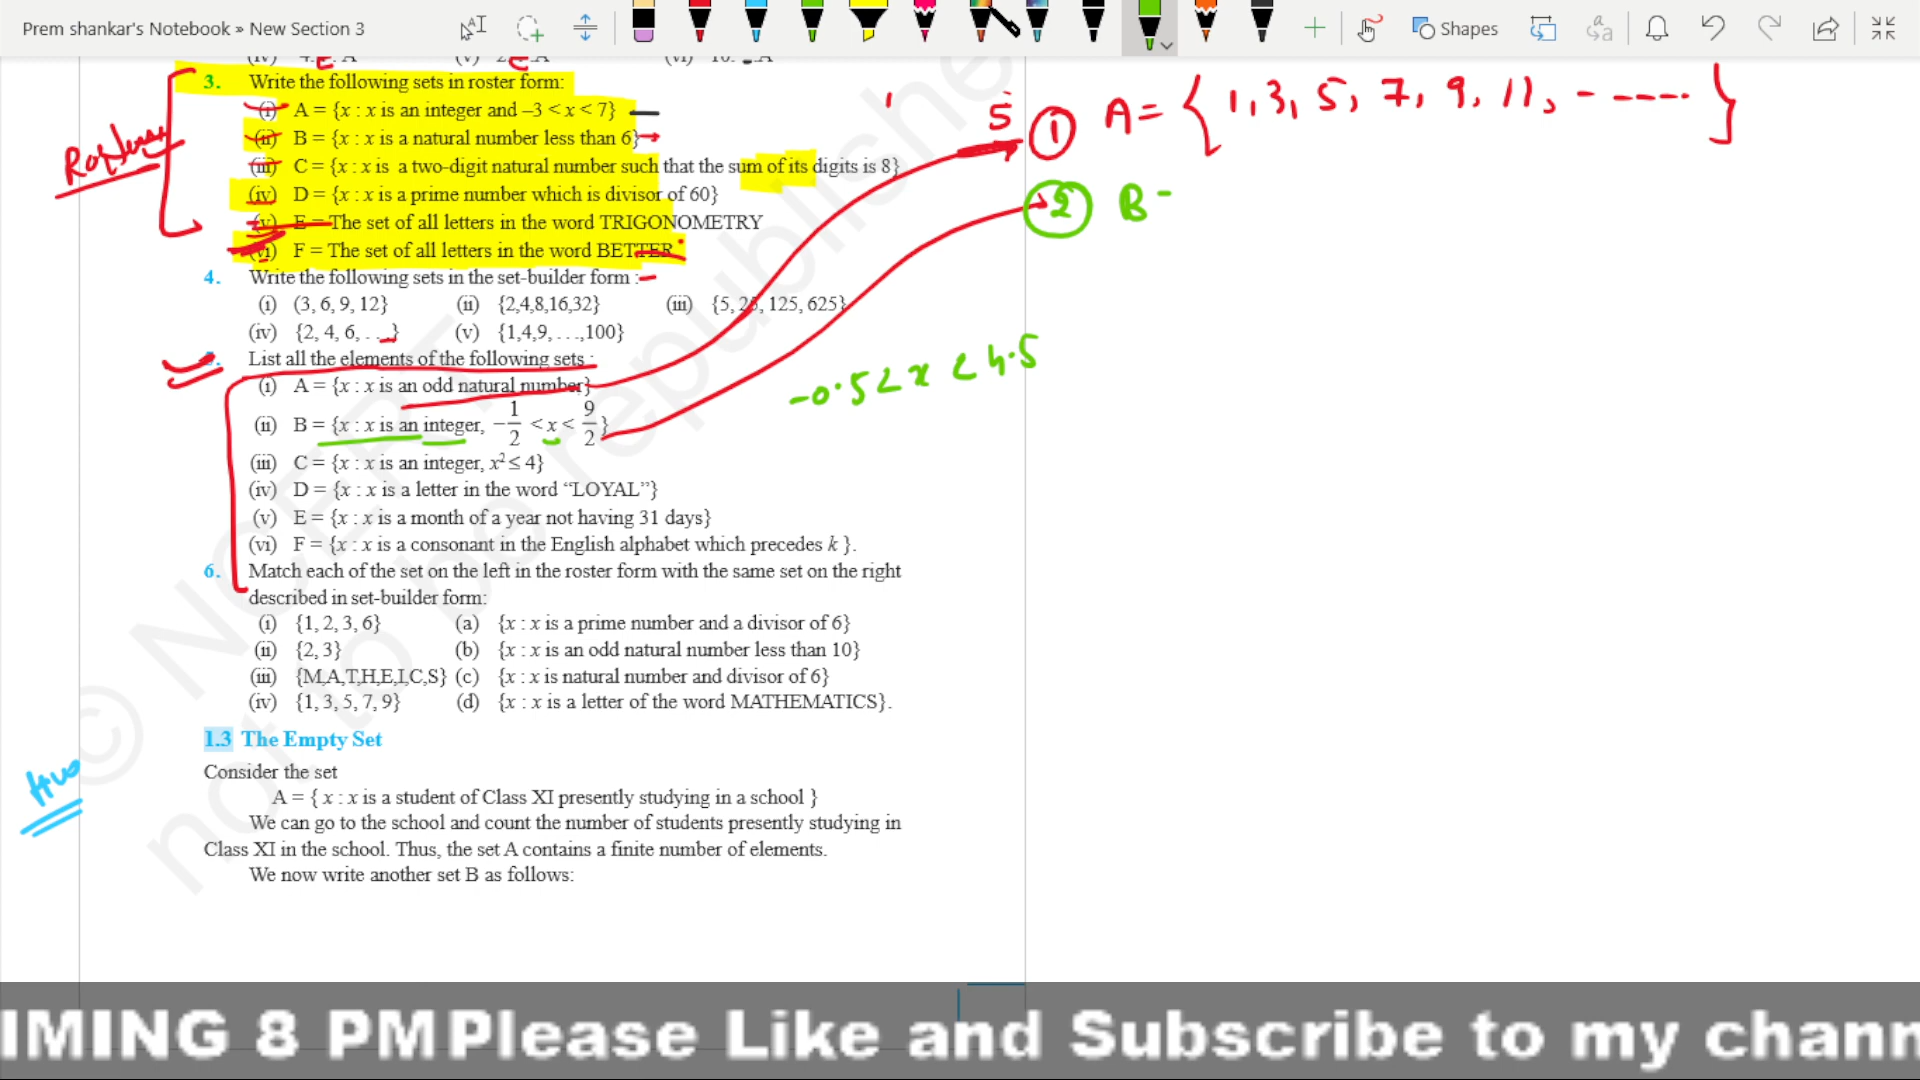 Prem shankar's Notebook » New Section 3
Shapes
3. Write the following sets in roster form:
(i) A = {x : x is an integer and –3 < x < 7}
(ii) B = {x : x is a natural number less than 6}
(iii) C = {x : x is a two-digit natural number such that the sum of its digits is 8}
(iv) D = {x : x is a prime number which is divisor of 60}
(v) E = The set of all letters in the word TRIGONOMETRY
(vi) F = The set of all letters in the word BETTER
4. Write the following sets in the set-builder form :
(i) (3, 6, 9, 12} (ii) {2,4,8,16,32} (iii) {5, 25, 125, 625}
(iv) {2, 4, 6, . . .} (v) {1,4,9, . . .,100}
5. List all the elements of the following sets :
(i) A = {x : x is an odd natural number}
(ii) B = {x : x is an integer, –1/2 < x < 9/2}
(iii) C = {x : x is an integer, x² ≤ 4}
(iv) D = {x : x is a letter in the word “LOYAL”}
(v) E = {x : x is a month of a year not having 31 days}
(vi) F = {x : x is a consonant in the English alphabet which precedes k }.
6. Match each of the set on the left in the roster form with the same set on the right
described in set-builder form:
(i) {1, 2, 3, 6} (a) {x : x is a prime number and a divisor of 6}
(ii) {2, 3} (b) {x : x is an odd natural number less than 10}
(iii) {M,A,T,H,E,I,C,S} (c) {x : x is natural number and divisor of 6}
(iv) {1, 3, 5, 7, 9} (d) {x : x is a letter of the word MATHEMATICS}.
1.3 The Empty Set
Consider the set
A = { x : x is a student of Class XI presently studying in a school }
We can go to the school and count the number of students presently studying in
Class XI in the school. Thus, the set A contains a finite number of elements.
We now write another set B as follows:
5 ① A = { 1, 3, 5, 7, 9, 11, - ----- }
② B -
-0.5 < x < 4.5
© NCERT
not to be republished
IMING 8 PM Please Like and Subscribe to my chann